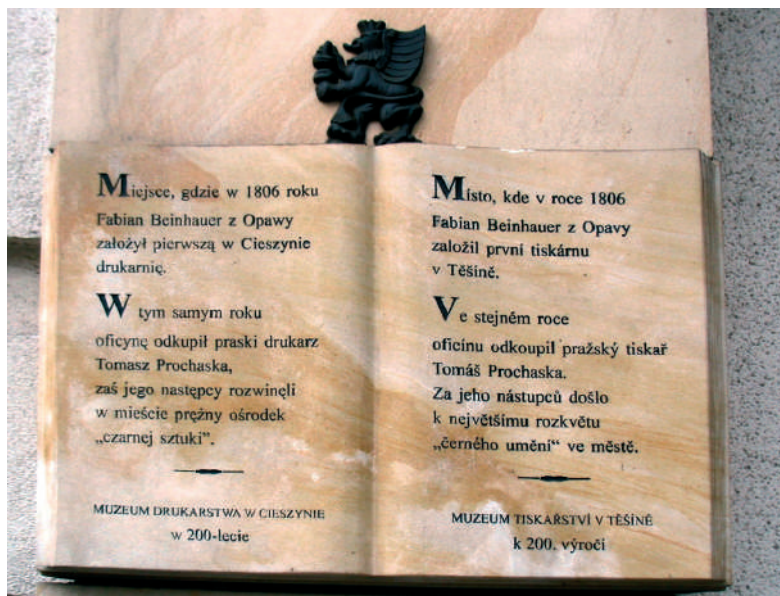 Miejsce, gdzie w 1806 roku
Fabian Beinhauer z Opawy
założył pierwszą w Cieszynie
drukarnię.
W tym samym roku
oficynę odkupił praski drukarz
Tomasz Prochaska,
zaś jego następcy rozwinęli
w mieście prężny ośrodek
„czarnej sztuki”.
MUZEUM DRUKARSTWA W CIESZYNIE
w 200-lecie
Místo, kde v roce 1806
Fabian Beinhauer z Opavy
založil první tiskárnu
v Těšíně.
Ve stejném roce
oficínu odkoupil pražský tiskař
Tomáš Prochaska.
Za jeho nástupců došlo
k největšímu rozkvětu
„černého umění“ ve městě.
MUZEUM TISKAŘSTVÍ V TĚŠÍNĚ
k 200. výročí